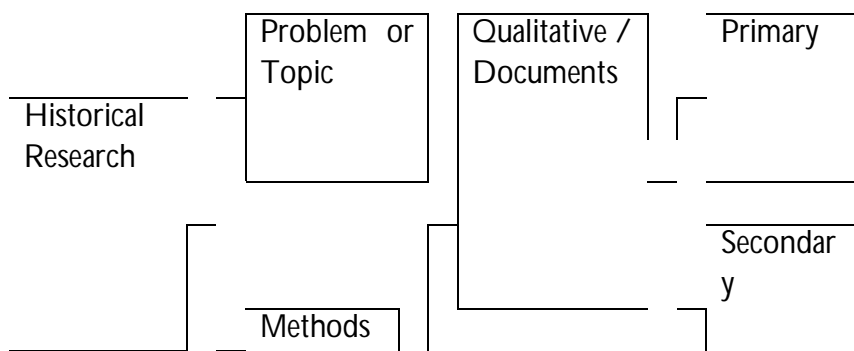 Historical
Research
Problem or
Topic
Methods
Qualitative /
Documents
Primary
Secondar
y